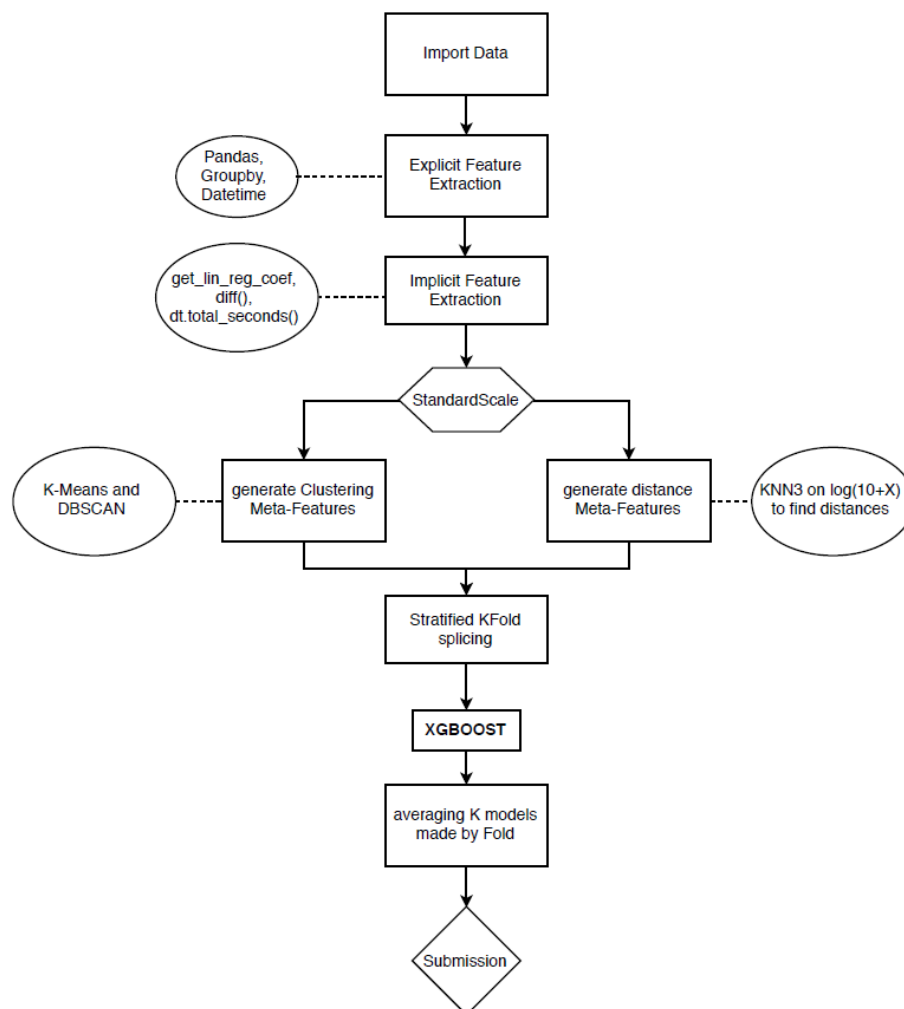 Import Data
Pandas,
Groupby,
Datetime
Explicit Feature
Extraction
get_lin_reg_coef,
diff(),
dt.total_seconds()
Implicit Feature
Extraction
StandardScale
K-Means and
DBSCAN
generate Clustering
Meta-Features
generate distance
Meta-Features
KNN3 on log(10+X)
to find distances
Stratified KFold
splicing
XGBOOST
averaging K models
made by Fold
Submission